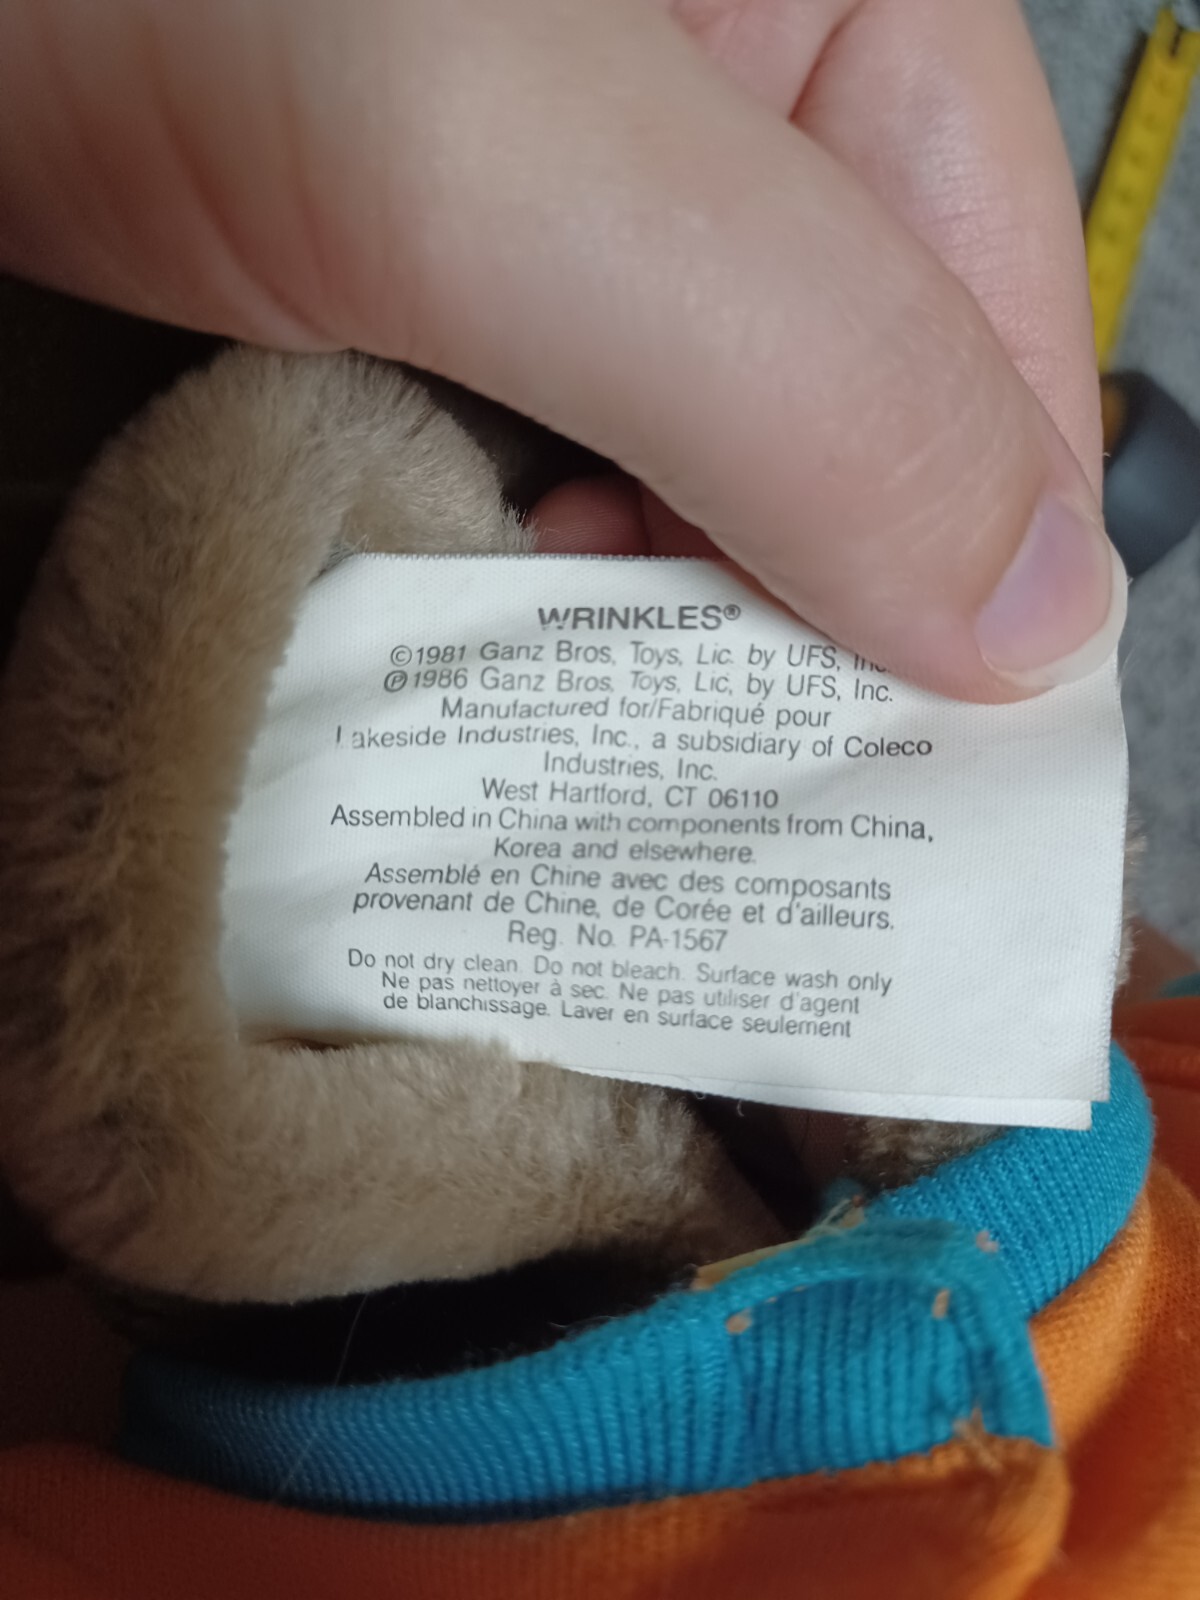 WRINKLES®
©1981 Ganz Bros, Toys, Lic. by UFS, Inc.
℗1986 Ganz Bros, Toys, Lic, by UFS, Inc.
Manufactured for/Fabriqué pour
Lakeside Industries, Inc., a subsidiary of Coleco
Industries, Inc.
West Hartford, CT 06110
Assembled in China with components from China,
Korea and elsewhere.
Assemblé en Chine avec des composants
provenant de Chine, de Corée et d'ailleurs.
Reg. No. PA-1567
Do not dry clean. Do not bleach. Surface wash only
Ne pas nettoyer à sec. Ne pas utiliser d'agent
de blanchissage. Laver en surface seulement